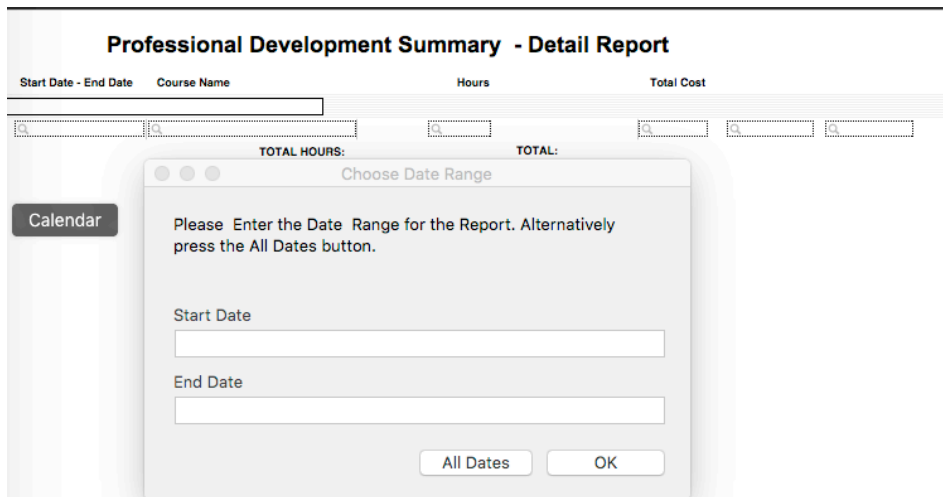 Professional Development Summary - Detail Report
Start Date - End Date Course Name Hours Total Cost
TOTAL HOURS: TOTAL:
Choose Date Range
Calendar
Please Enter the Date Range for the Report. Alternatively
press the All Dates button.
Start Date
End Date
All Dates OK